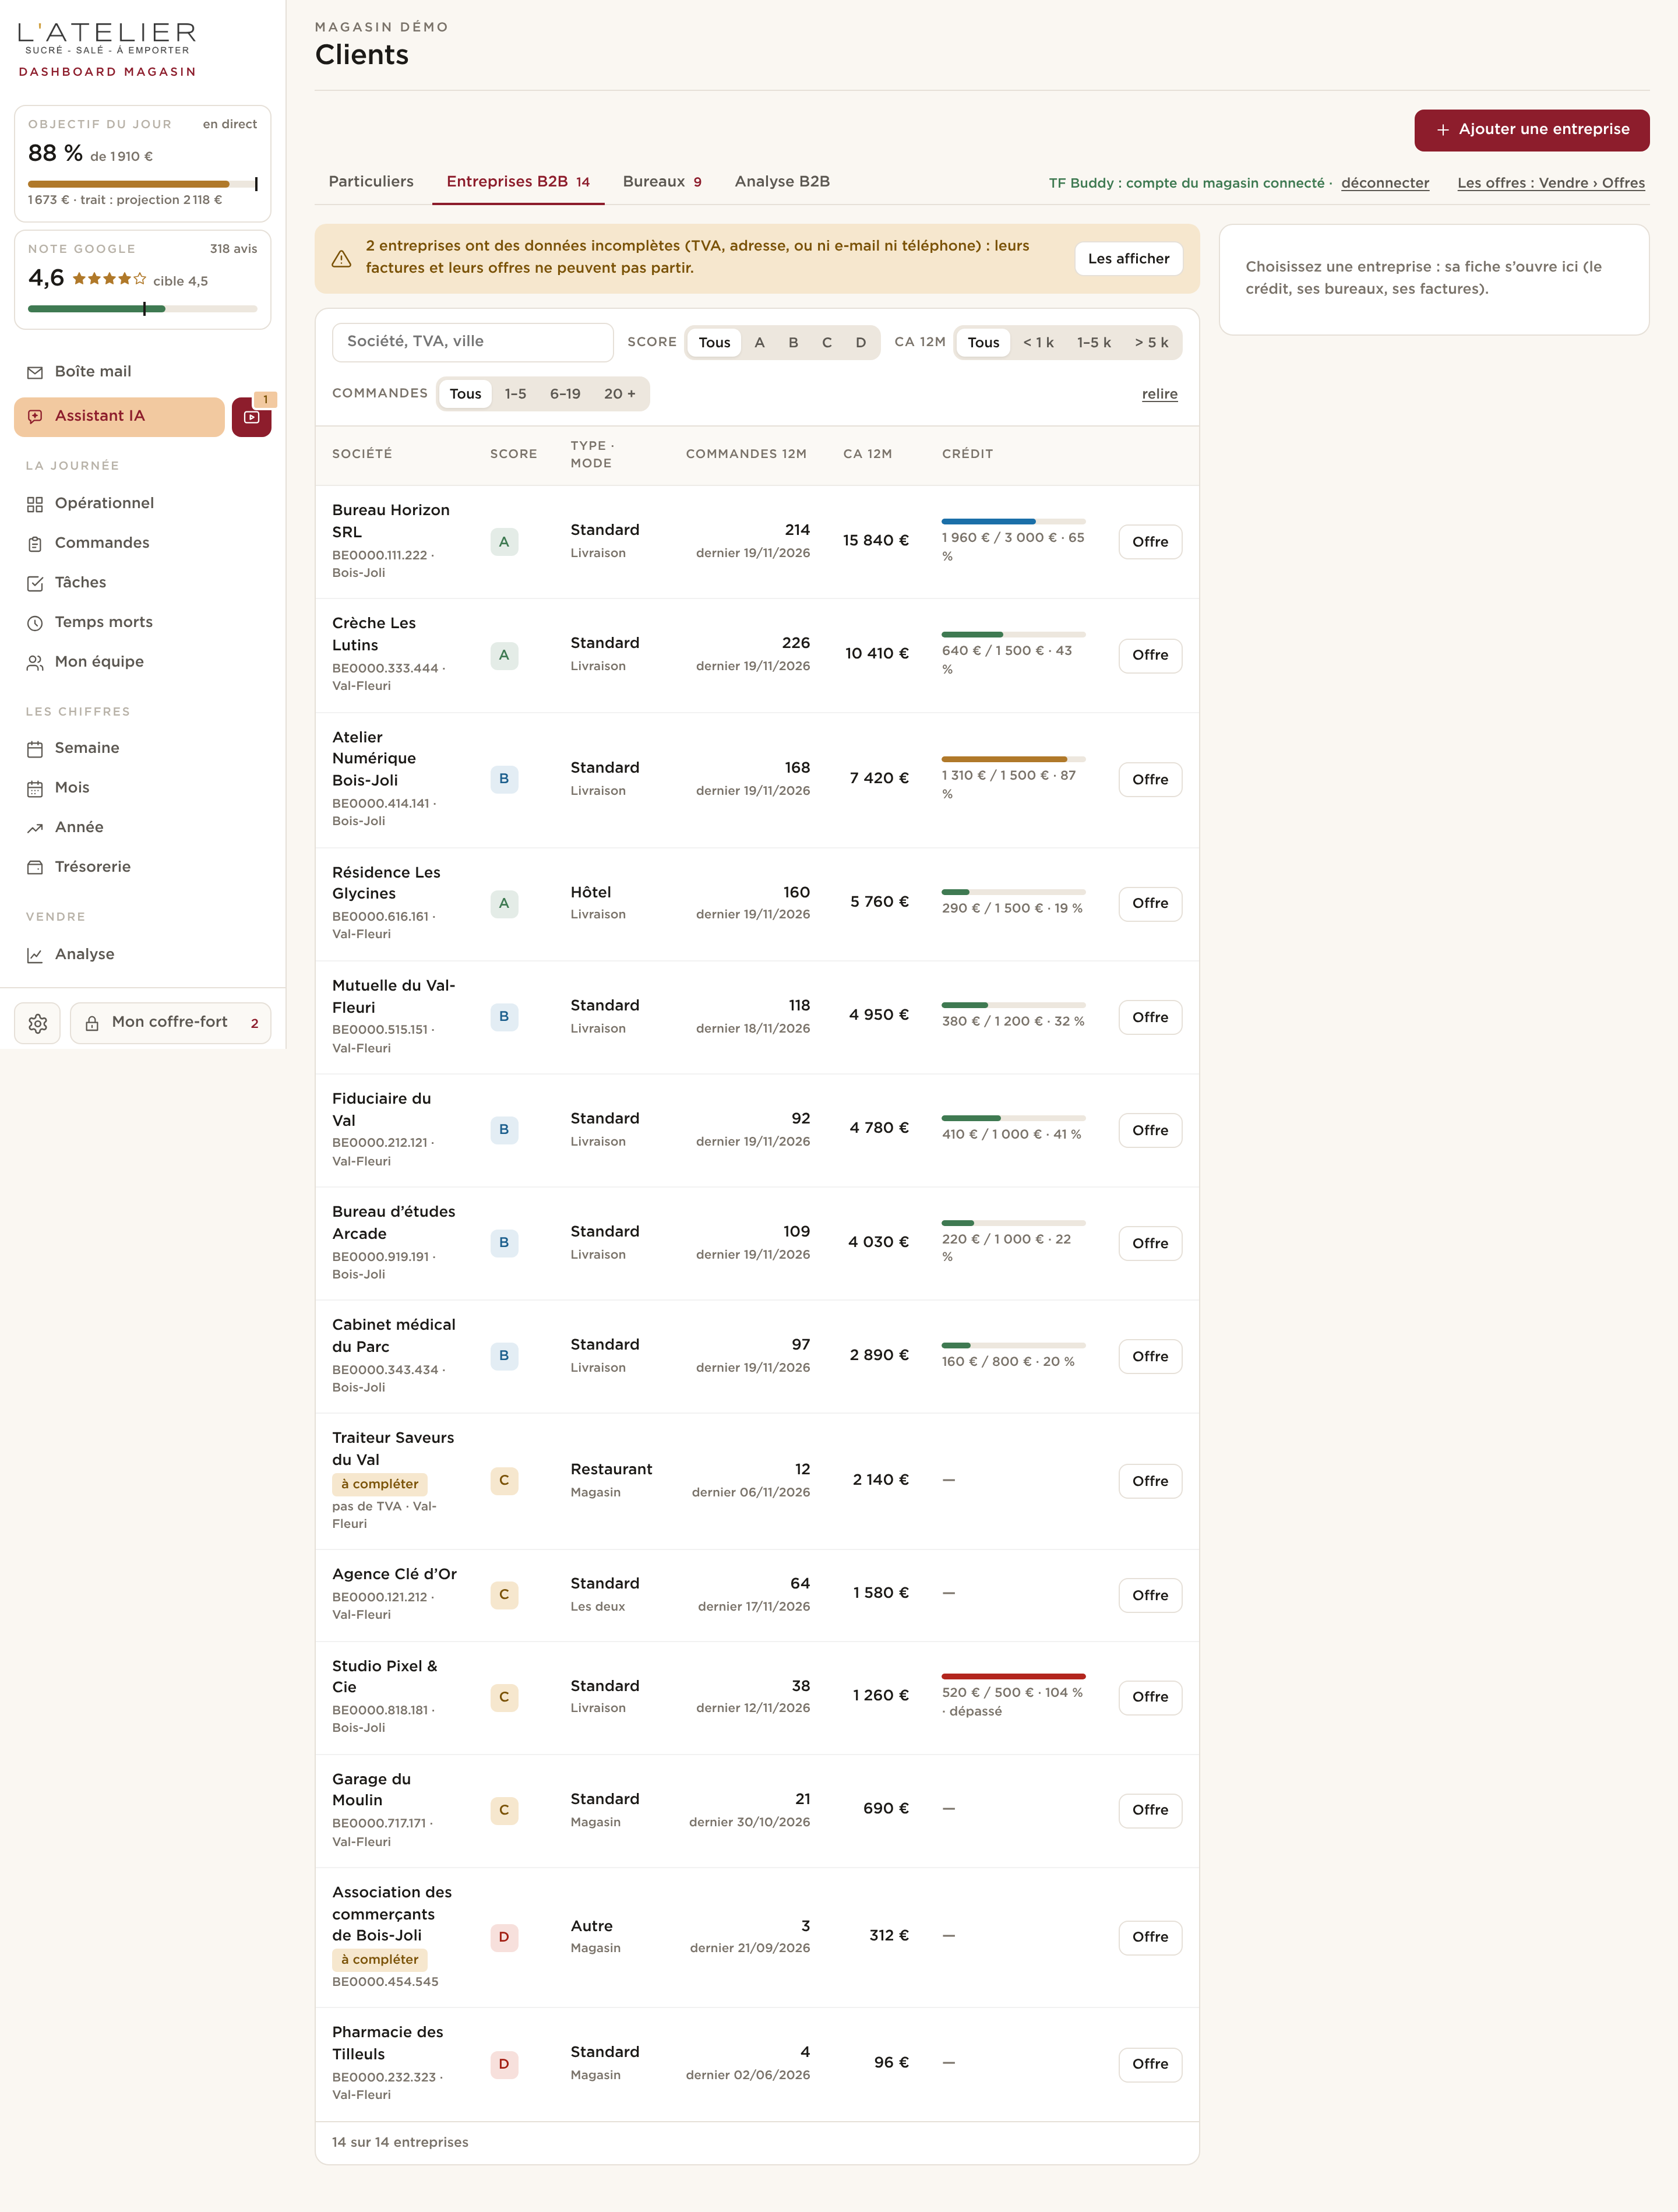 L'ATELIER
SUCRÉ - SALÉ - À EMPORTER
DASHBOARD MAGASIN
OBJECTIF DU JOUR en direct
88 % de 1 910 €
1 673 € · trait : projection 2 118 €
NOTE GOOGLE 318 avis
4,6 cible 4,5
Boîte mail
Assistant IA 1
LA JOURNÉE
Opérationnel
Commandes
Tâches
Temps morts
Mon équipe
LES CHIFFRES
Semaine
Mois
Année
Trésorerie
VENDRE
Analyse
Mon coffre-fort 2
MAGASIN DÉMO
Clients
+ Ajouter une entreprise
Particuliers Entreprises B2B 14 Bureaux 9 Analyse B2B TF Buddy : compte du magasin connecté · déconnecter Les offres : Vendre › Offres
2 entreprises ont des données incomplètes (TVA, adresse, ou ni e-mail ni téléphone) : leurs
factures et leurs offres ne peuvent pas partir.
Les afficher
Choisissez une entreprise : sa fiche s’ouvre ici (le
crédit, ses bureaux, ses factures).
Société, TVA, ville SCORE Tous A B C D CA 12M Tous < 1 k 1–5 k > 5 k
COMMANDES Tous 1–5 6–19 20 + relire
SOCIÉTÉ SCORE TYPE · MODE COMMANDES 12M CA 12M CRÉDIT
Bureau Horizon
SRL
BE0000.111.222 ·
Bois-Joli
A
Standard
Livraison
214
dernier 19/11/2026
15 840 €
1 960 € / 3 000 € · 65
%
Offre
Crèche Les
Lutins
BE0000.333.444 ·
Val-Fleuri
A
Standard
Livraison
226
dernier 19/11/2026
10 410 €
640 € / 1 500 € · 43
%
Offre
Atelier
Numérique
Bois-Joli
BE0000.414.141 ·
Bois-Joli
B
Standard
Livraison
168
dernier 19/11/2026
7 420 €
1 310 € / 1 500 € · 87
%
Offre
Résidence Les
Glycines
BE0000.616.161 ·
Val-Fleuri
A
Hôtel
Livraison
160
dernier 19/11/2026
5 760 €
290 € / 1 500 € · 19 %
Offre
Mutuelle du Val-
Fleuri
BE0000.515.151 ·
Val-Fleuri
B
Standard
Livraison
118
dernier 18/11/2026
4 950 €
380 € / 1 200 € · 32 %
Offre
Fiduciaire du
Val
BE0000.212.121 ·
Val-Fleuri
B
Standard
Livraison
92
dernier 19/11/2026
4 780 €
410 € / 1 000 € · 41 %
Offre
Bureau d’études
Arcade
BE0000.919.191 ·
Bois-Joli
B
Standard
Livraison
109
dernier 19/11/2026
4 030 €
220 € / 1 000 € · 22
%
Offre
Cabinet médical
du Parc
BE0000.343.434 ·
Bois-Joli
B
Standard
Livraison
97
dernier 19/11/2026
2 890 €
160 € / 800 € · 20 %
Offre
Traiteur Saveurs
du Val
à compléter
pas de TVA · Val-
Fleuri
C
Restaurant
Magasin
12
dernier 06/11/2026
2 140 €
—
Offre
Agence Clé d’Or
BE0000.121.212 ·
Val-Fleuri
C
Standard
Les deux
64
dernier 17/11/2026
1 580 €
—
Offre
Studio Pixel &
Cie
BE0000.818.181 ·
Bois-Joli
C
Standard
Livraison
38
dernier 12/11/2026
1 260 €
520 € / 500 € · 104 %
· dépassé
Offre
Garage du
Moulin
BE0000.717.171 ·
Val-Fleuri
C
Standard
Magasin
21
dernier 30/10/2026
690 €
—
Offre
Association des
commerçants
de Bois-Joli
à compléter
BE0000.454.545
D
Autre
Magasin
3
dernier 21/09/2026
312 €
—
Offre
Pharmacie des
Tilleuls
BE0000.232.323 ·
Val-Fleuri
D
Standard
Magasin
4
dernier 02/06/2026
96 €
—
Offre
14 sur 14 entreprises